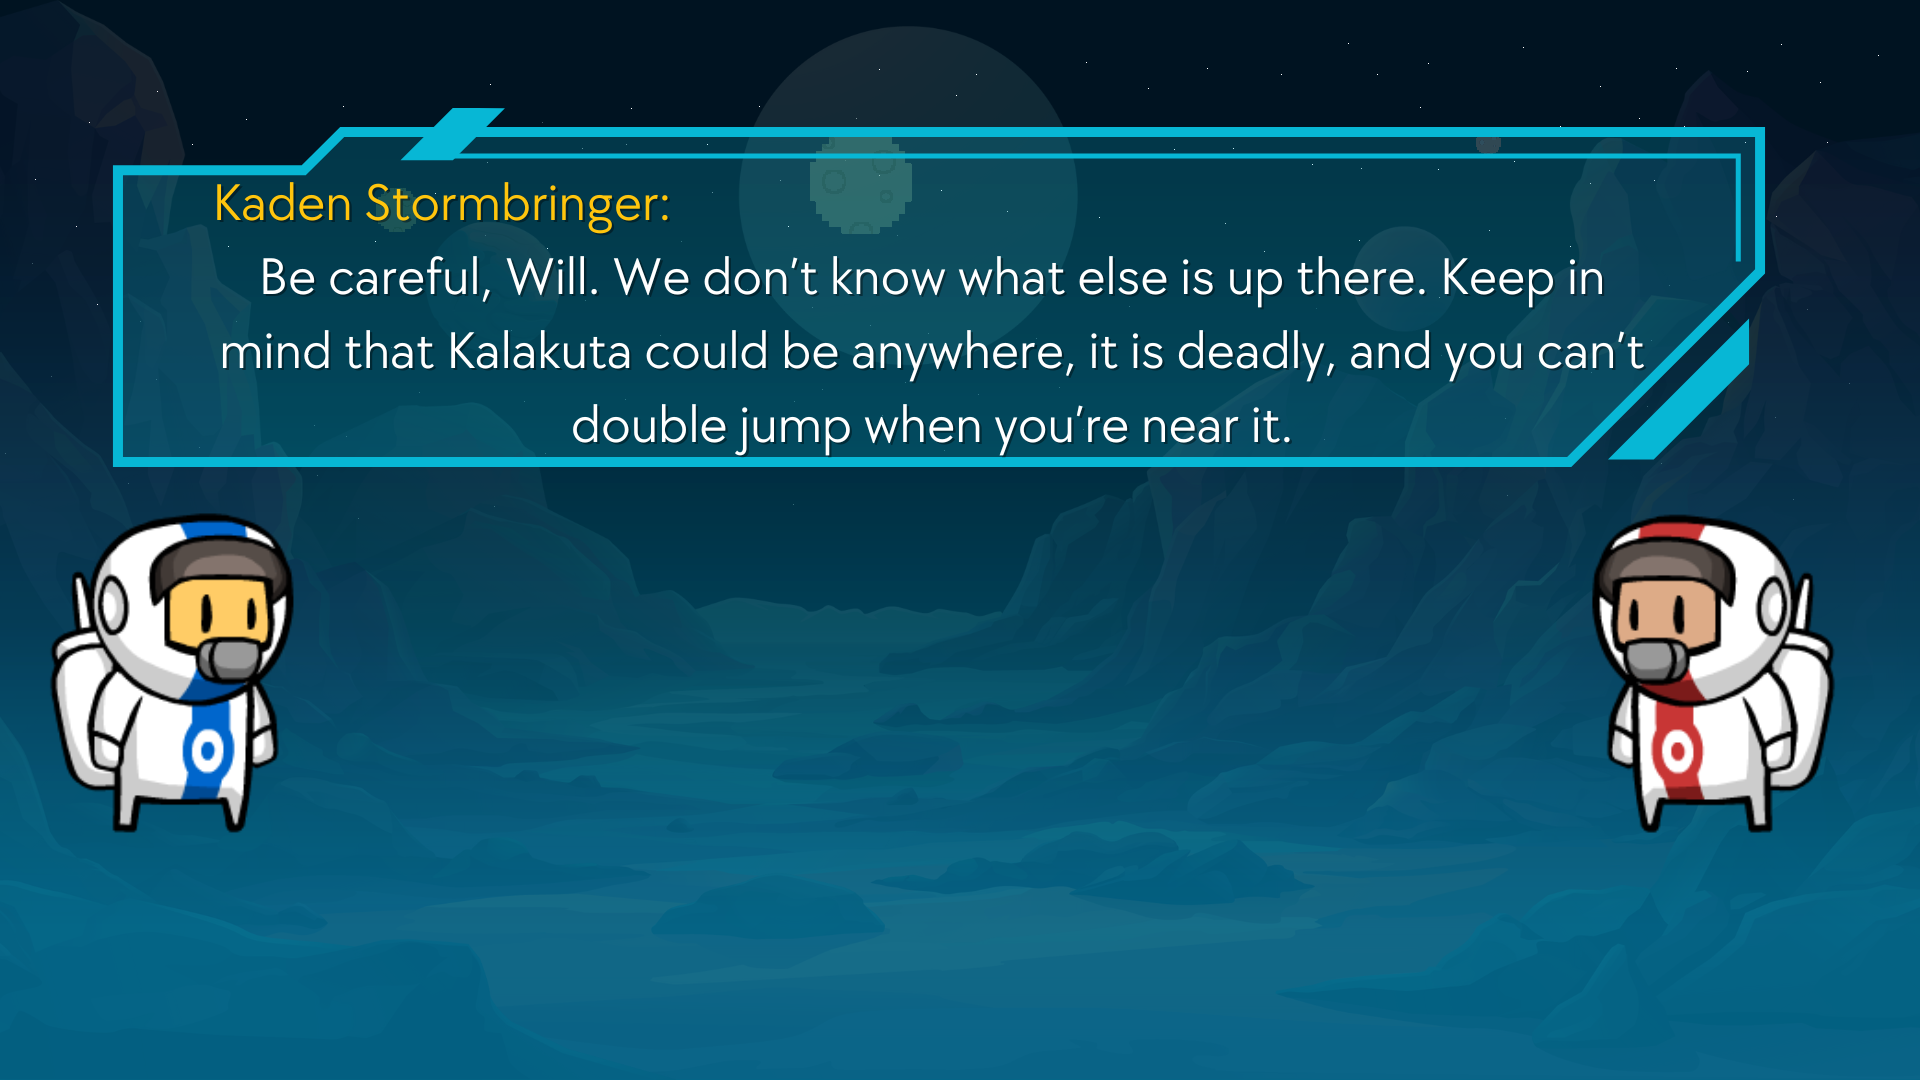 Kaden Stormbringer:
Be careful, Will. We don't know what else is up there. Keep in
mind that Kalakuta could be anywhere, it is deadly, and you can't
double jump when you're near it.